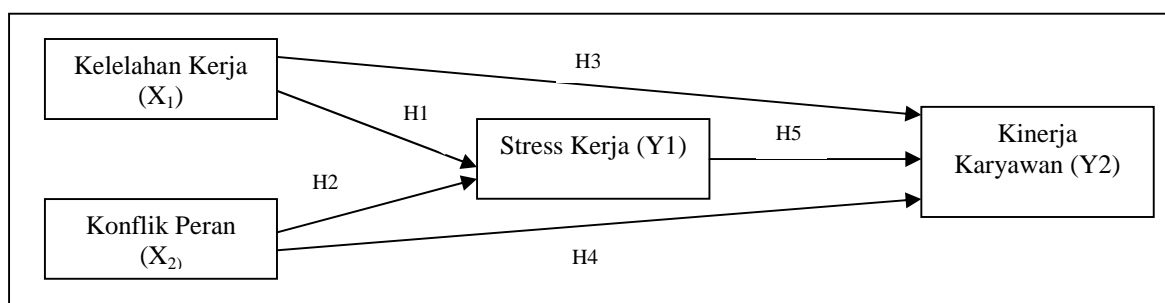 Kelelahan Kerja
(X₁)
H3
H1
Stress Kerja (Y1)
H5
Kinerja
Karyawan (Y2)
H2
Konflik Peran
(X₂)
H4